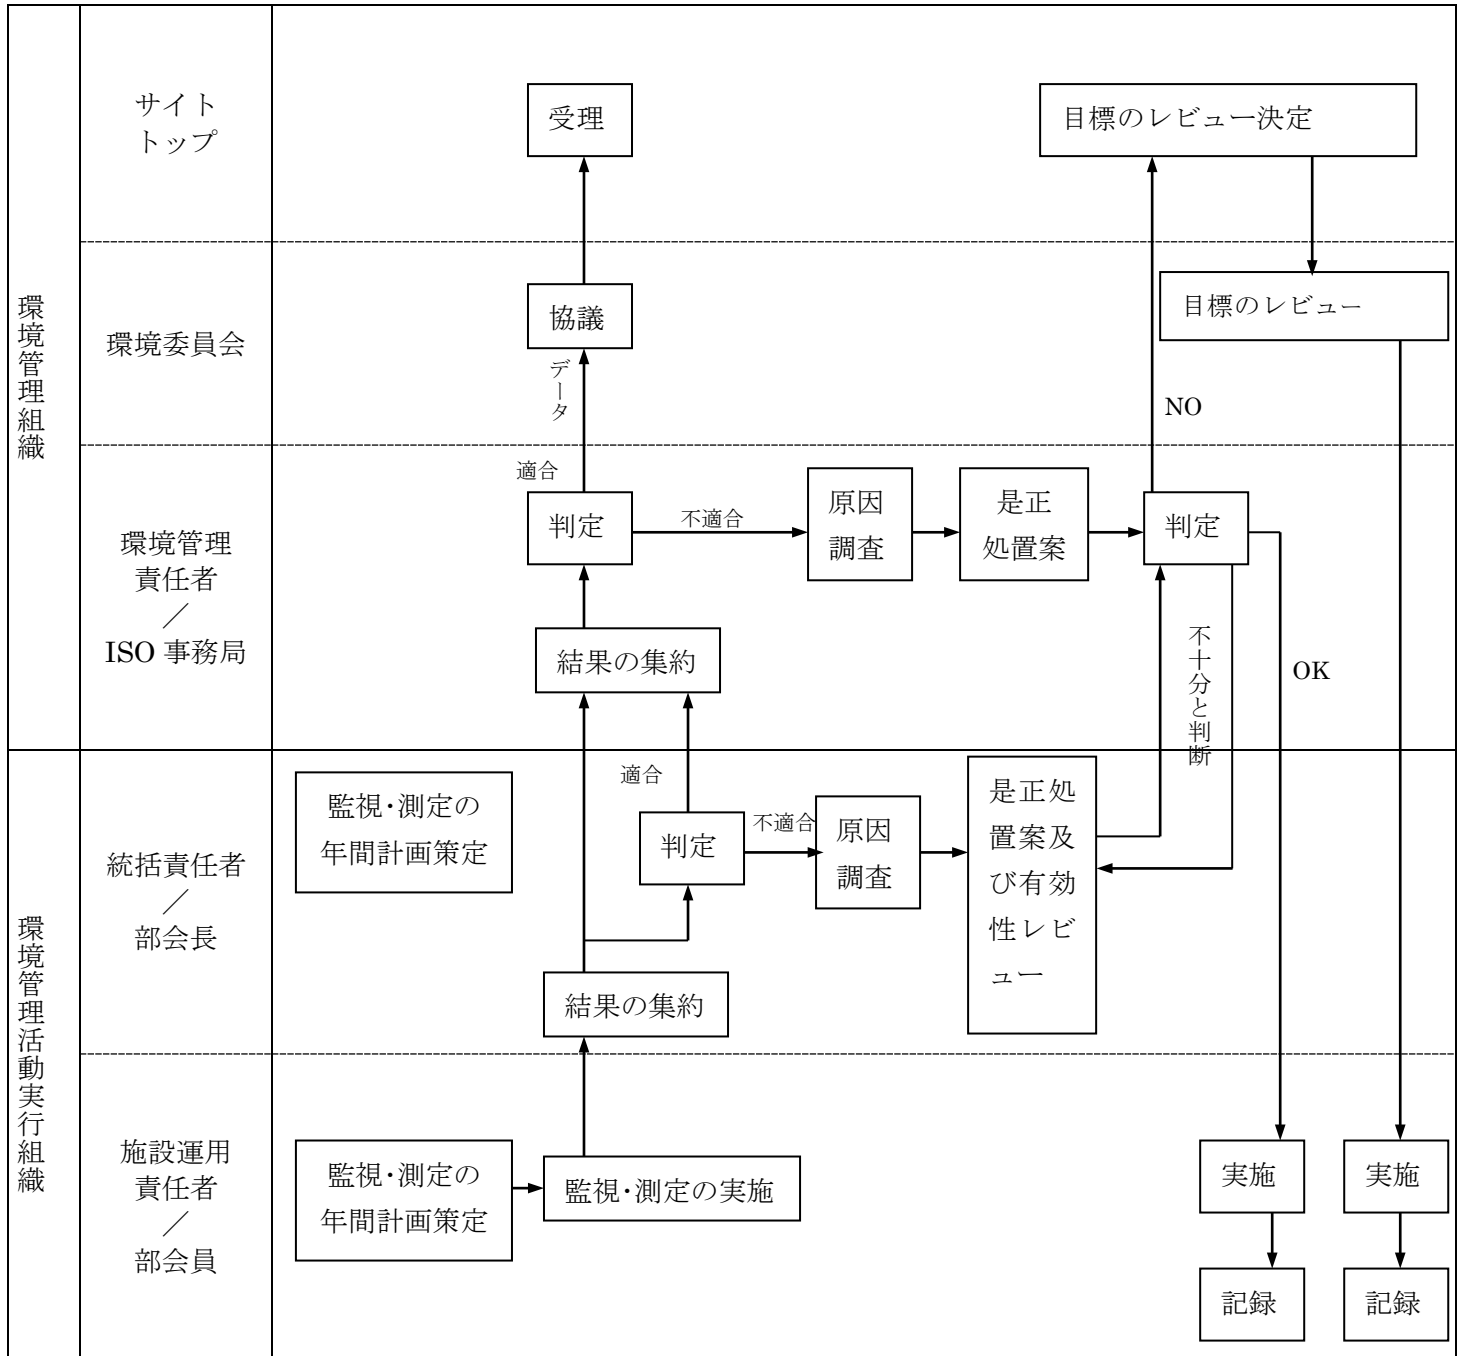 環境管理組織
サイト
トップ
受理
目標のレビュー決定
環境委員会
協議
データ
目標のレビュー
NO
環境管理
責任者
／
ISO 事務局
適合
判定
不適合
原因
調査
是正
処置案
判定
結果の集約
不十分と判断
OK
環境管理活動実行組織
統括責任者
／
部会長
監視・測定の
年間計画策定
適合
判定
不適合
原因
調査
是正処
置案及
び有効
性レビ
ュー
結果の集約
施設運用
責任者
／
部会員
監視・測定の
年間計画策定
監視・測定の実施
実施
実施
記録
記録